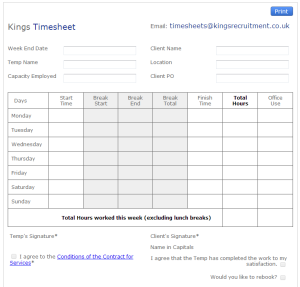 Print
Kings Timesheet
Email: timesheets@kingsrecruitment.co.uk
Week End Date
Client Name
Temp Name
Location
Capacity Employed
Client PO
Days
Start Time
Break Start
Break End
Break Total
Finish Time
Total Hours
Office Use
Monday
Tuesday
Wednesday
Thursday
Friday
Saturday
Sunday
Total Hours worked this week (excluding lunch breaks)
Temp's Signature*
Client's Signature*
Name in Capitals
I agree to the Conditions of the Contract for
Services*
I agree that the Temp has completed the work to my
satisfaction.
Would you like to rebook?